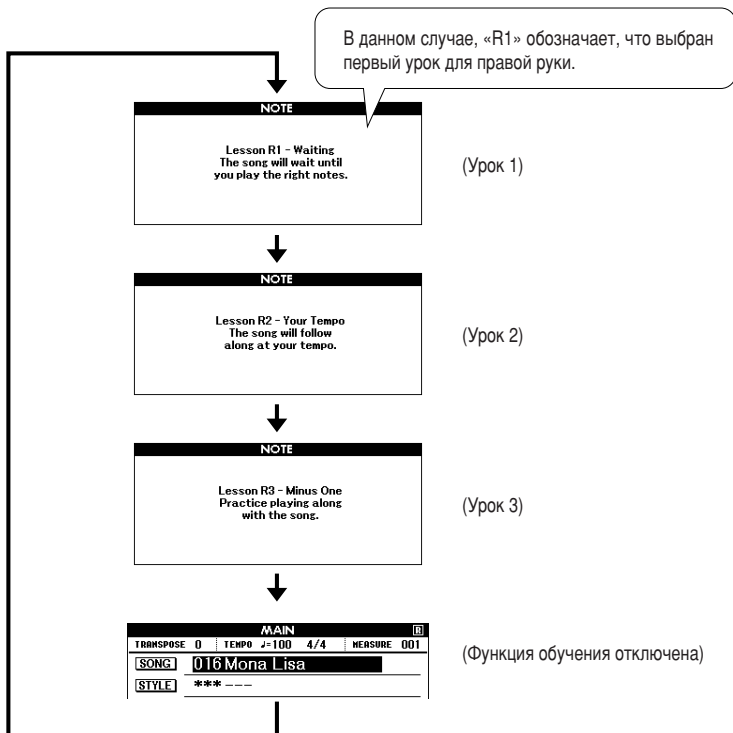 В данном случае, «R1» обозначает, что выбран
первый урок для правой руки.
NOTE
Lesson R1 - Waiting
The song will wait until
you play the right notes.
(Урок 1)
NOTE
Lesson R2 - Your Tempo
The song will follow
along at your tempo.
(Урок 2)
NOTE
Lesson R3 - Minus One
Practice playing along
with the song.
(Урок 3)
MAIN R
TRANSPOSE 0 TEMPO ♩=100 4/4 MEASURE 001
SONG 016 Mona Lisa
STYLE *** ---
(Функция обучения отключена)